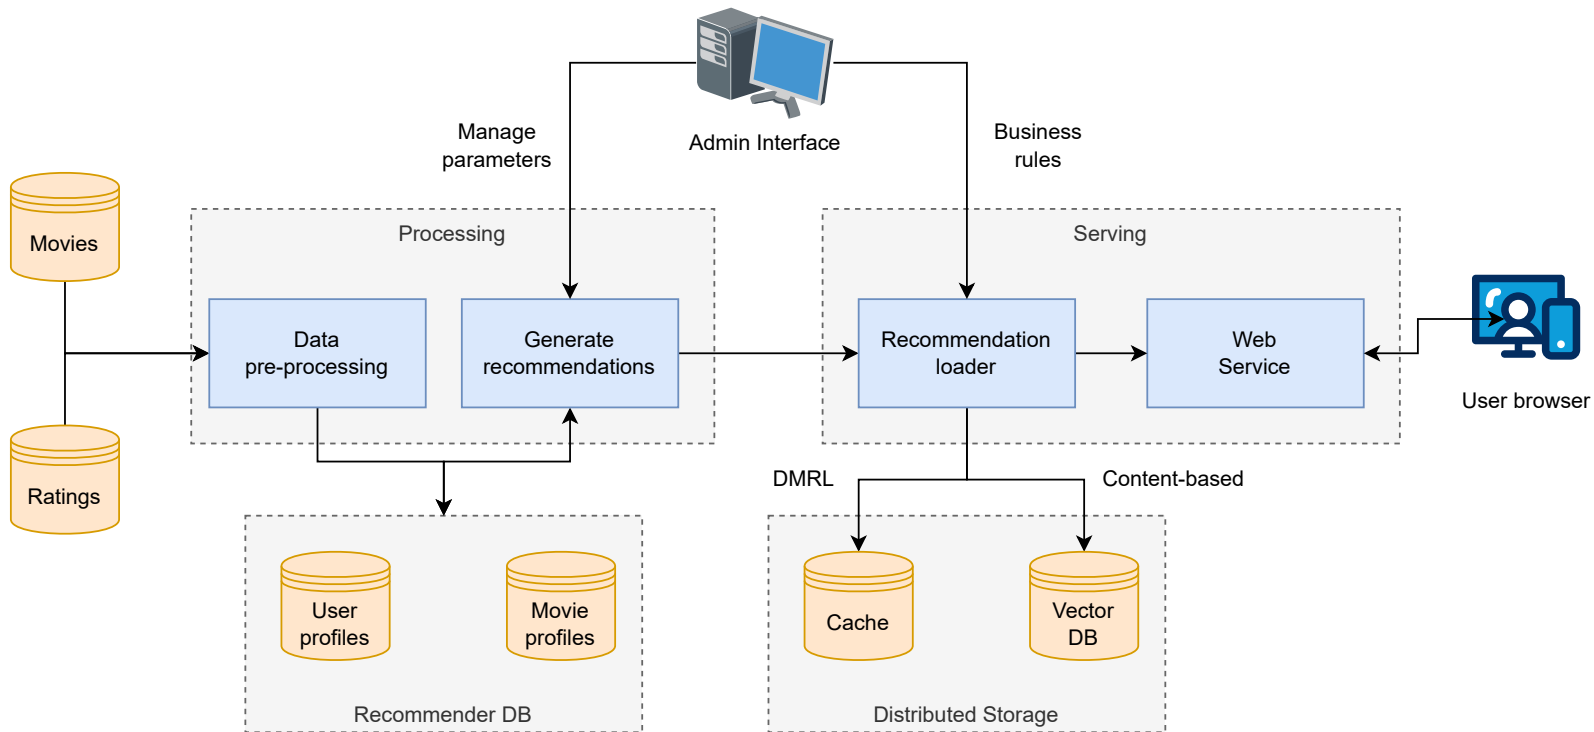 Admin Interface
Manage
parameters
Business
rules
Movies
Ratings
Processing
Data
pre-processing
Generate
recommendations
Serving
Recommendation
loader
Web
Service
User browser
DMRL
Content-based
User
profiles
Movie
profiles
Recommender DB
Cache
Vector
DB
Distributed Storage